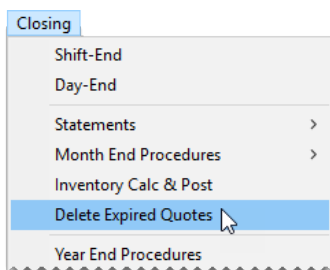 Closing
Shift-End
Day-End
Statements
Month End Procedures
Inventory Calc & Post
Delete Expired Quotes
Year End Procedures